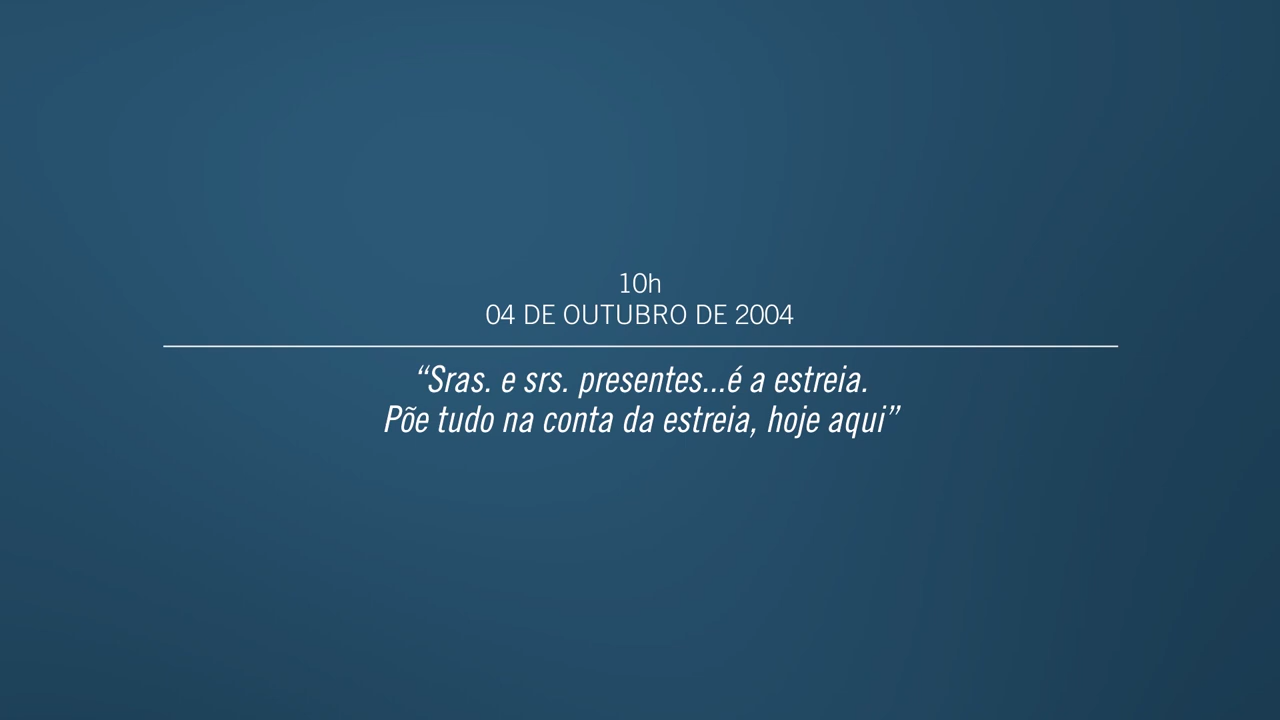 10h
04 DE OUTUBRO DE 2004
“Sras. e srs. presentes...é a estreia.
Põe tudo na conta da estreia, hoje aqui”